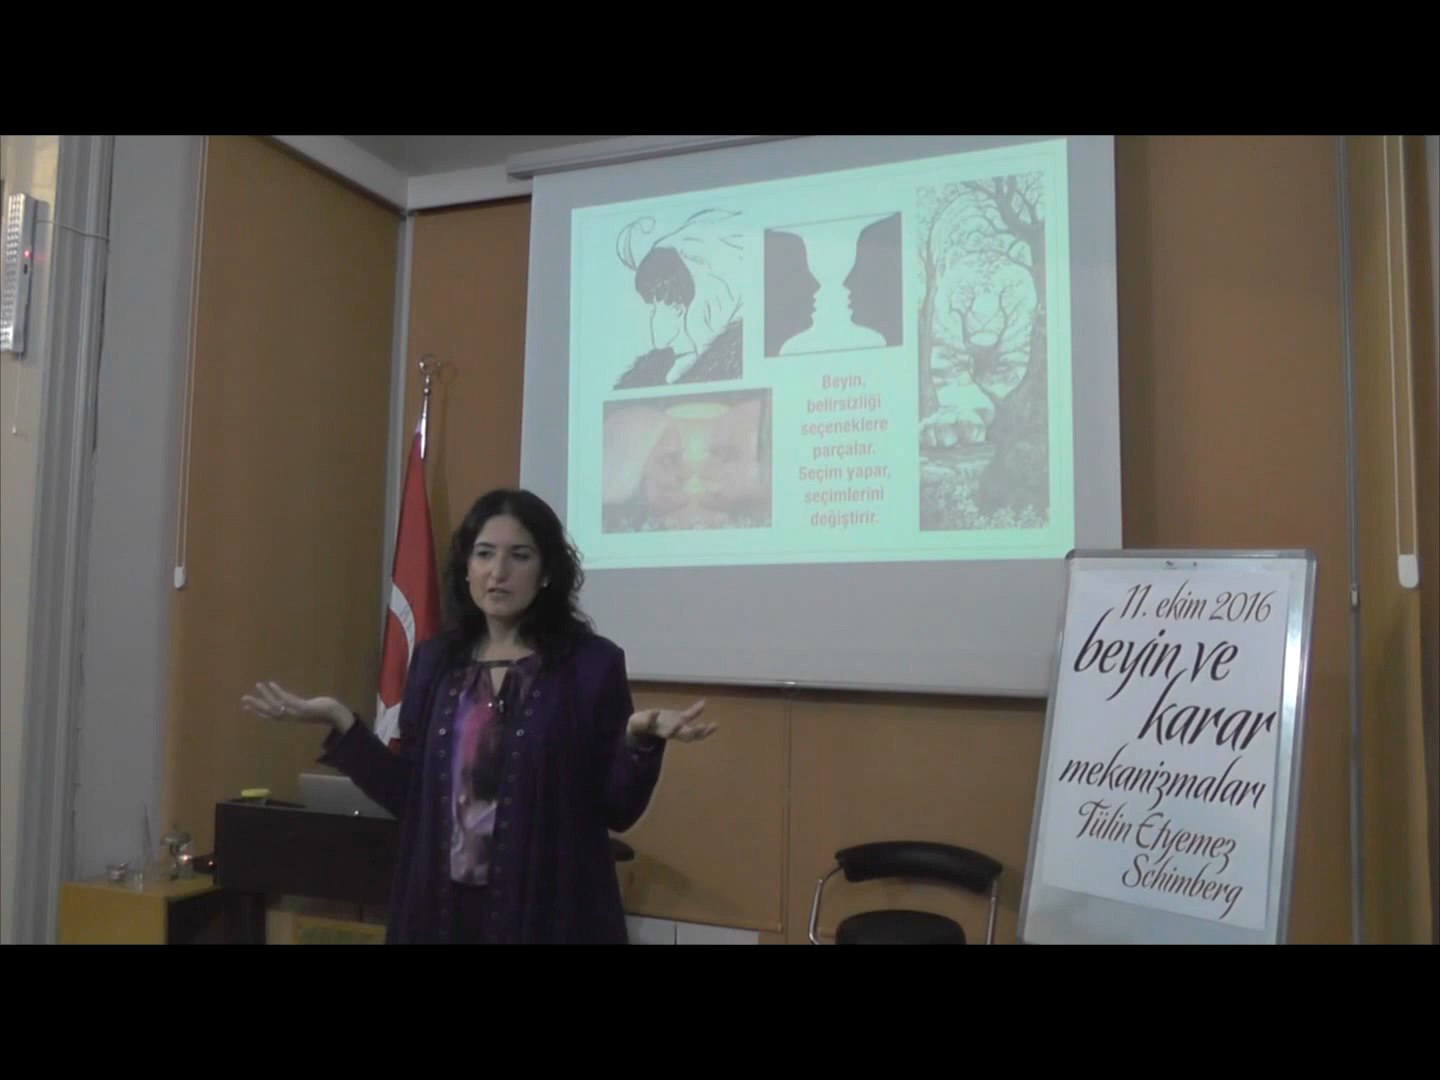 Beyin,
belirsizliği
seçeneklere
parçalar.
Seçim yapar,
seçimlerini
değiştirir.
11. ekim 2016
beyin ve
karar
mekanizmaları
Tülin Etyemez
Schimberg